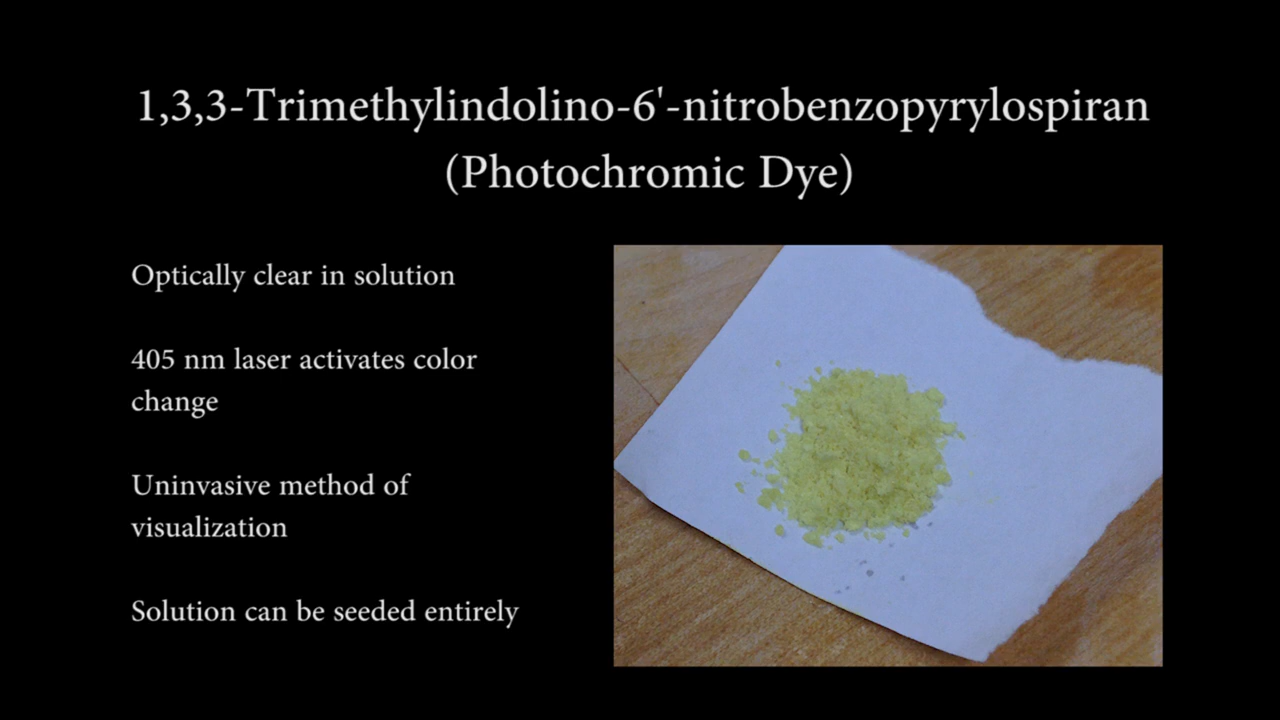 1,3,3-Trimethylindolino-6'-nitrobenzopyrylospiran
(Photochromic Dye)
Optically clear in solution
405 nm laser activates color
change
Uninvasive method of
visualization
Solution can be seeded entirely